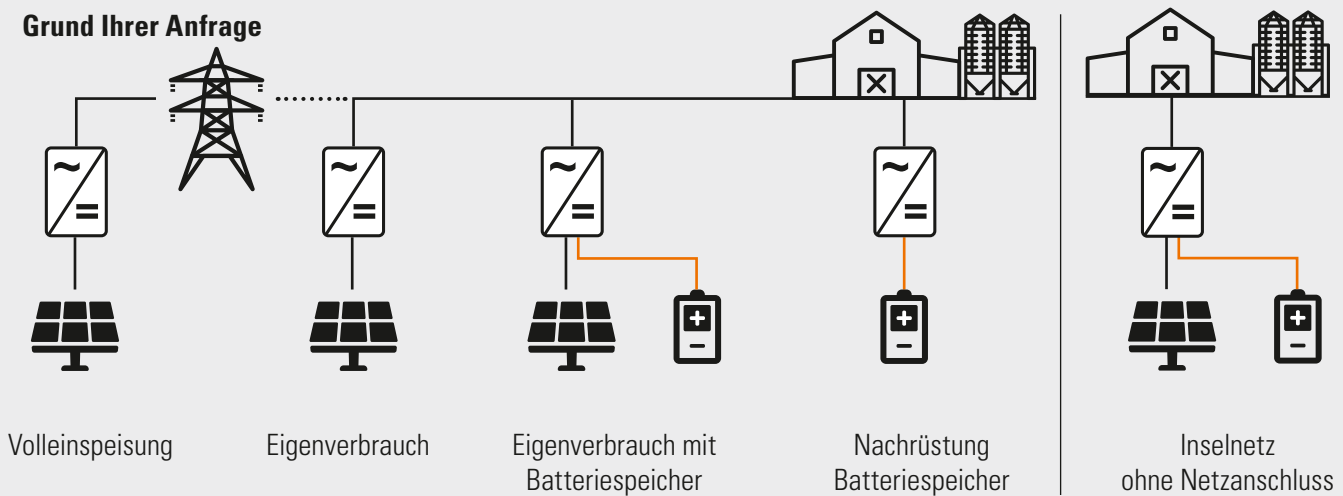 Grund Ihrer Anfrage
Volleinspeisung
Eigenverbrauch
Eigenverbrauch mit
Batteriespeicher
Nachrüstung
Batteriespeicher
Inselnetz
ohne Netzanschluss